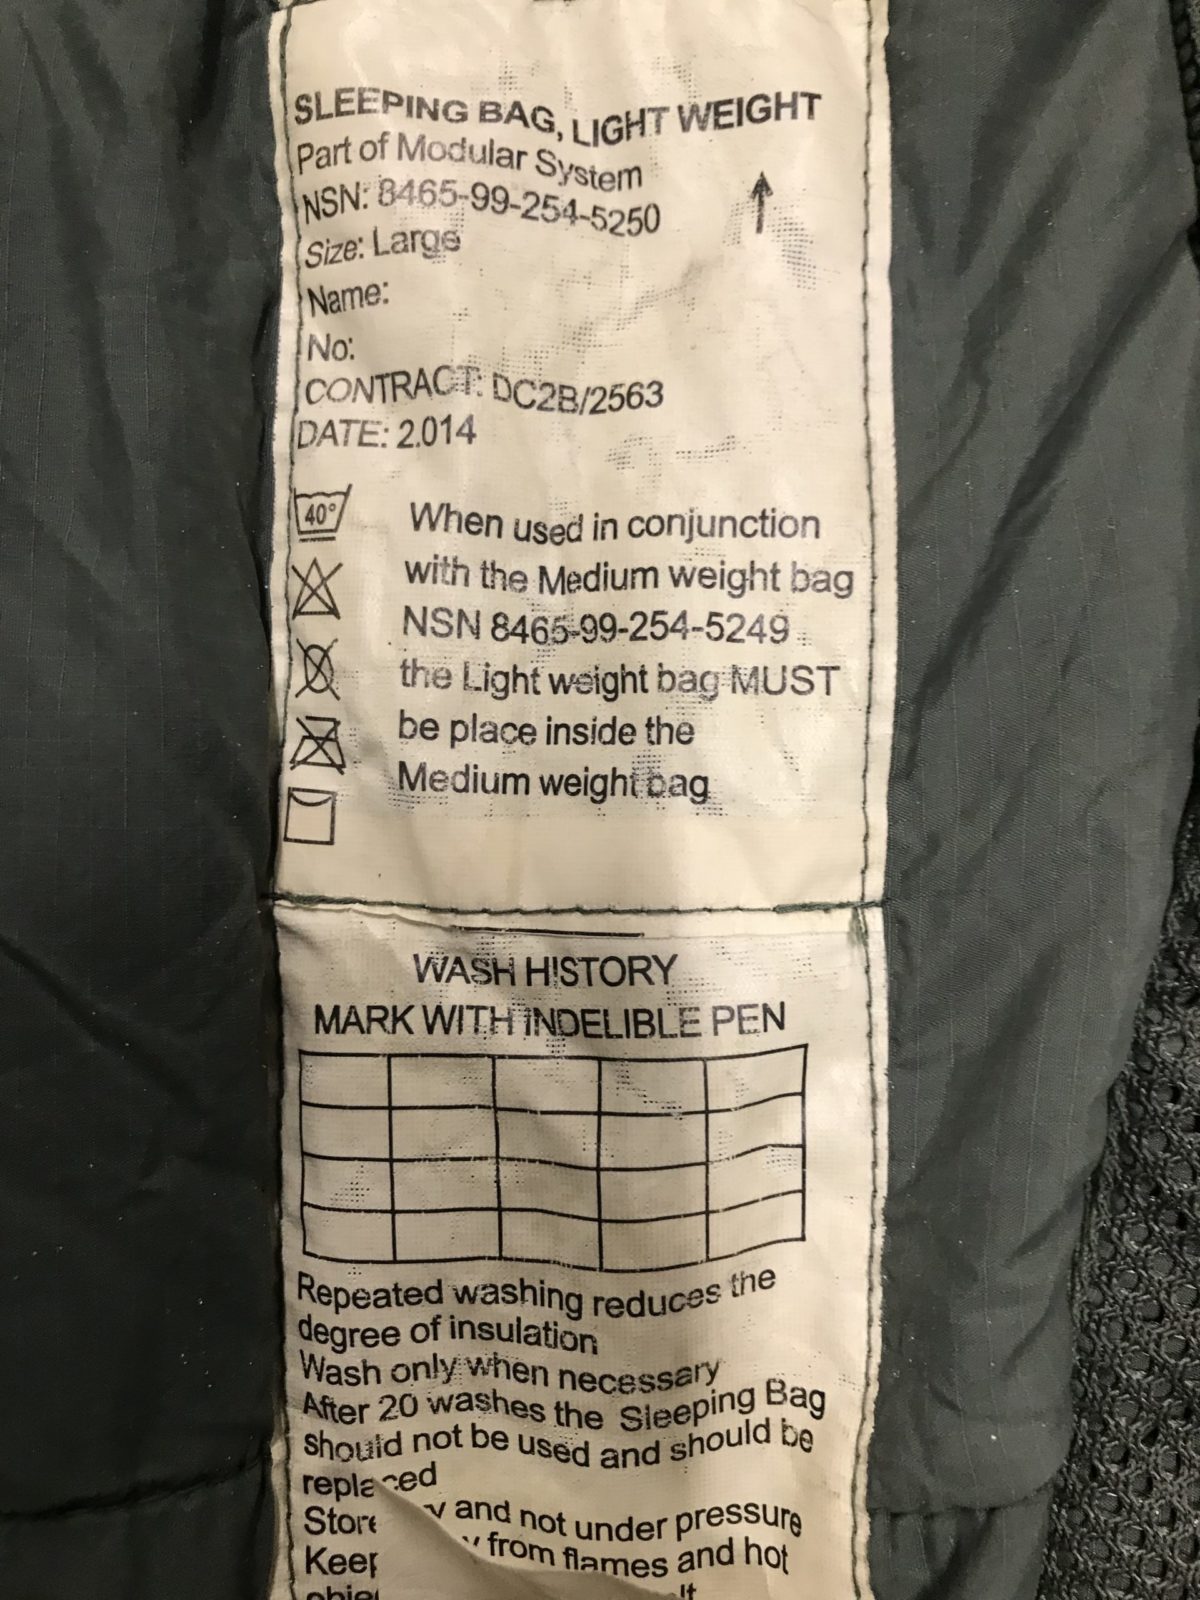 SLEEPING BAG, LIGHT WEIGHT
Part of Modular System
NSN: 8465-99-254-5250
Size: Large
Name:
No:
CONTRACT: DC2B/2563
DATE: 2.014
40°
When used in conjunction
with the Medium weight bag
NSN 8465-99-254-5249
the Light weight bag MUST
be place inside the
Medium weight bag
WASH HISTORY
MARK WITH INDELIBLE PEN
Repeated washing reduces the
degree of insulation
Wash only when necessary
After 20 washes the Sleeping Bag
should not be used and should be
replaced
and not under pressure
from flames and hot